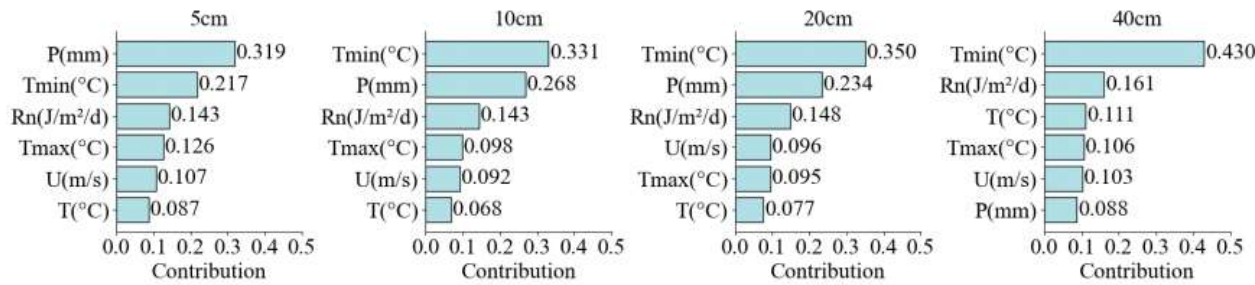 5cm
P(mm) 0.319
Tmin(°C) 0.217
Rn(J/m²/d) 0.143
Tmax(°C) 0.126
U(m/s) 0.107
T(°C) 0.087
0.0 0.1 0.2 0.3 0.4 0.5
Contribution
10cm
Tmin(°C) 0.331
P(mm) 0.268
Rn(J/m²/d) 0.143
Tmax(°C) 0.098
U(m/s) 0.092
T(°C) 0.068
0.0 0.1 0.2 0.3 0.4 0.5
Contribution
20cm
Tmin(°C) 0.350
P(mm) 0.234
Rn(J/m²/d) 0.148
U(m/s) 0.096
Tmax(°C) 0.095
T(°C) 0.077
0.0 0.1 0.2 0.3 0.4 0.5
Contribution
40cm
Tmin(°C) 0.430
Rn(J/m²/d) 0.161
T(°C) 0.111
Tmax(°C) 0.106
U(m/s) 0.103
P(mm) 0.088
0.0 0.1 0.2 0.3 0.4 0.5
Contribution